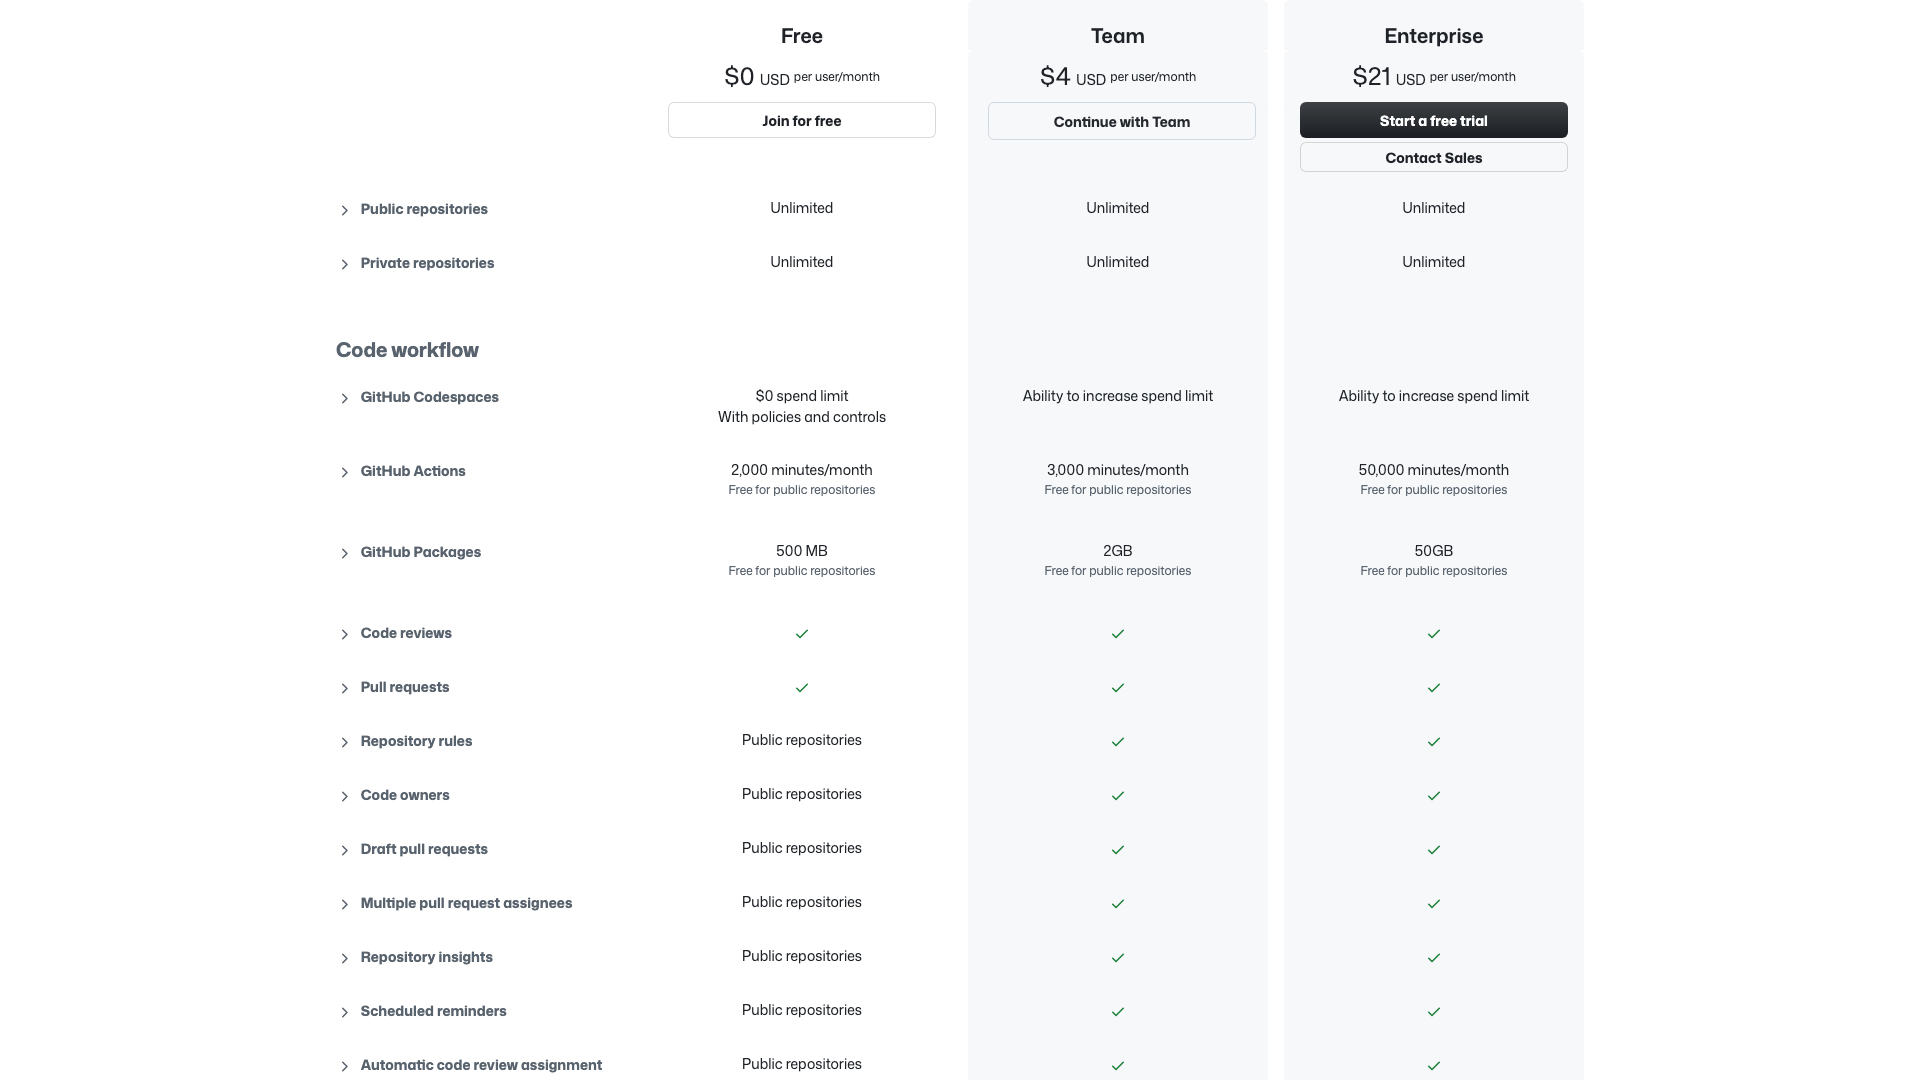 Free
Team
Enterprise
$0 USD per user/month
$4 USD per user/month
$21 USD per user/month
Join for free
Continue with Team
Start a free trial
Contact Sales
Public repositories
Unlimited
Unlimited
Unlimited
Private repositories
Unlimited
Unlimited
Unlimited
Code workflow
GitHub Codespaces
$0 spend limit
With policies and controls
Ability to increase spend limit
Ability to increase spend limit
GitHub Actions
2,000 minutes/month
Free for public repositories
3,000 minutes/month
Free for public repositories
50,000 minutes/month
Free for public repositories
GitHub Packages
500 MB
Free for public repositories
2GB
Free for public repositories
50GB
Free for public repositories
Code reviews
Pull requests
Repository rules
Public repositories
Code owners
Public repositories
Draft pull requests
Public repositories
Multiple pull request assignees
Public repositories
Repository insights
Public repositories
Scheduled reminders
Public repositories
Automatic code review assignment
Public repositories